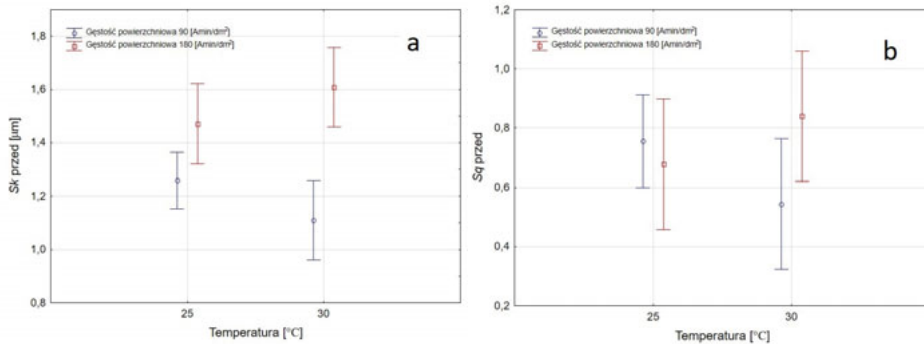 Gęstość powierzchniowa 90 [Amin/dm²]
Gęstość powierzchniowa 180 [Amin/dm²]
a
1,8
1,6
1,4
1,2
1,0
0,8
Sk przed [µm]
25
30
Temperatura [°C]
Gęstość powierzchniowa 90 [Amin/dm²]
Gęstość powierzchniowa 180 [Amin/dm²]
b
1,2
1,0
0,8
0,6
0,4
0,2
Sq przed
25
30
Temperatura [°C]